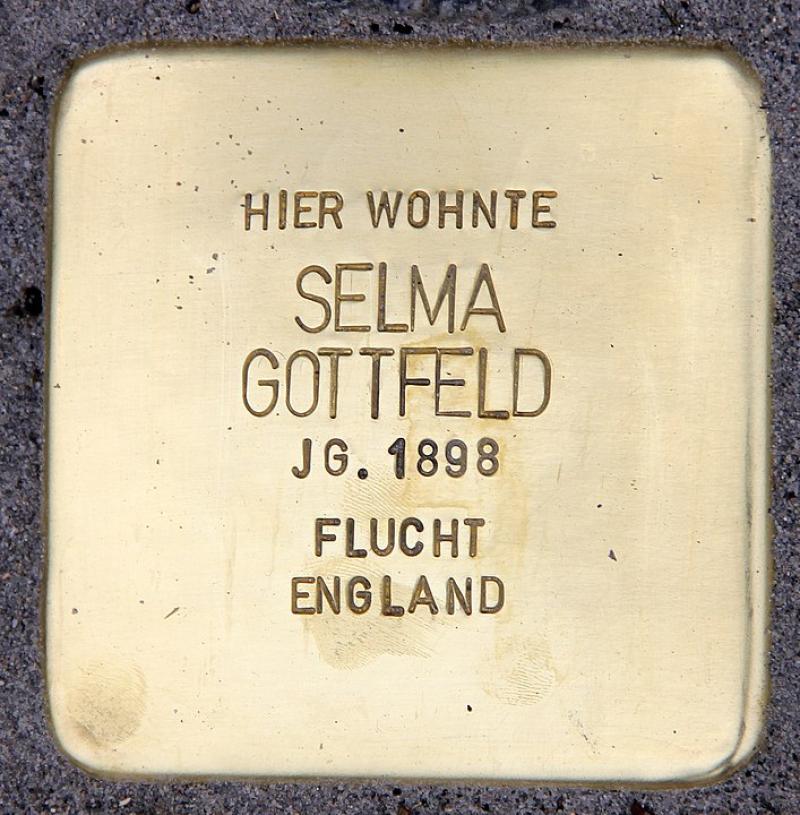 HIER WOHNTE
SELMA
GOTTFELD
JG. 1898
FLUCHT
ENGLAND